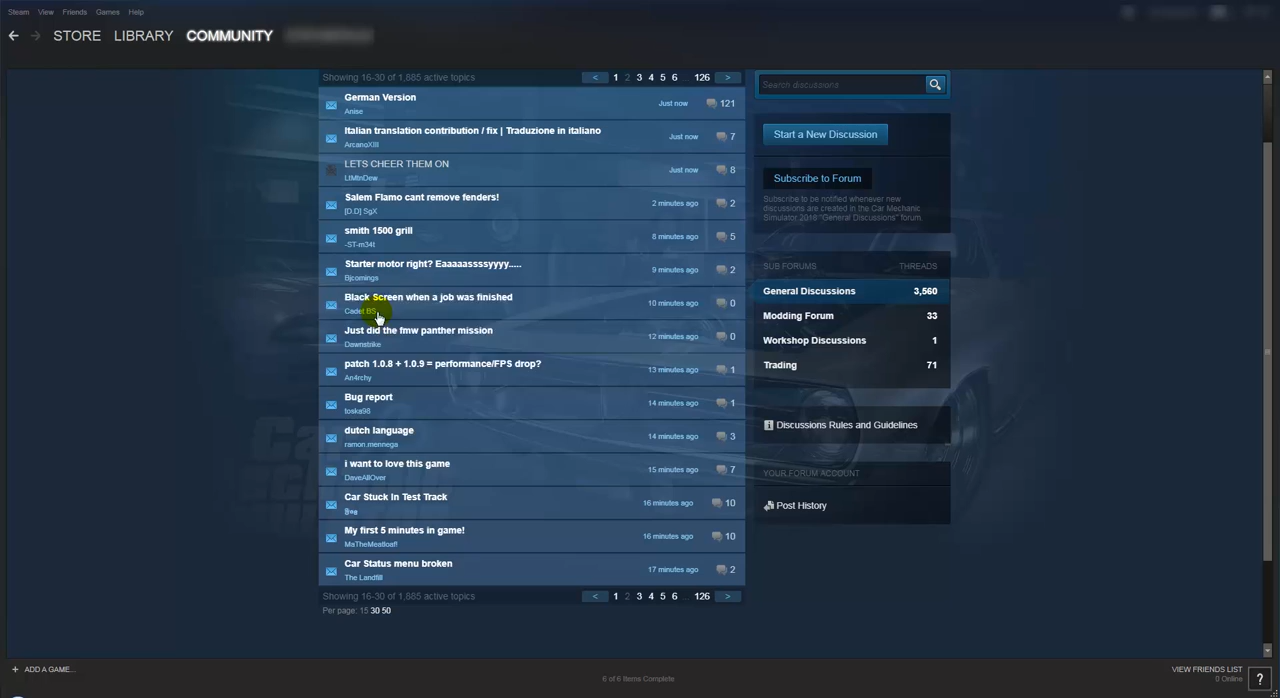 Steam View Friends Games Help
STORE LIBRARY COMMUNITY
Showing 16-30 of 1,885 active topics < 1 2 3 4 5 6 ... 126 >
German Version
Anise
Just now 121
Italian translation contribution / fix | Traduzione in italiano
ArcanoXIII
Just now 7
LETS CHEER THEM ON
LtMtnDew
Just now 8
Salem Flamo cant remove fenders!
[D.D] SgX
2 minutes ago 2
smith 1500 grill
-ST-m34t
8 minutes ago 5
Starter motor right? Eaaaaassssyyyy.....
Bjcomings
9 minutes ago 2
Black Screen when a job was finished
Cadet BS
10 minutes ago 0
Just did the fmw panther mission
Dawnstrike
12 minutes ago 0
patch 1.0.8 + 1.0.9 = performance/FPS drop?
An4rchy
13 minutes ago 1
Bug report
toska98
14 minutes ago 1
dutch language
ramon.mennega
14 minutes ago 3
i want to love this game
DaveAllOver
15 minutes ago 7
Car Stuck In Test Track
16 minutes ago 10
My first 5 minutes in game!
MaTheMeatloaf!
16 minutes ago 10
Car Status menu broken
The Landfill
17 minutes ago 2
Showing 16-30 of 1,885 active topics < 1 2 3 4 5 6 ... 126 >
Per page: 15 30 50
Search discussions
Start a New Discussion
Subscribe to Forum
Subscribe to be notified whenever new
discussions are created in the Car Mechanic
Simulator 2018 "General Discussions" forum.
SUB FORUMS THREADS
General Discussions 3,560
Modding Forum 33
Workshop Discussions 1
Trading 71
Discussions Rules and Guidelines
YOUR FORUM ACCOUNT
Post History
+ ADD A GAME...
6 of 6 Items Complete
VIEW FRIENDS LIST
0 Online
?